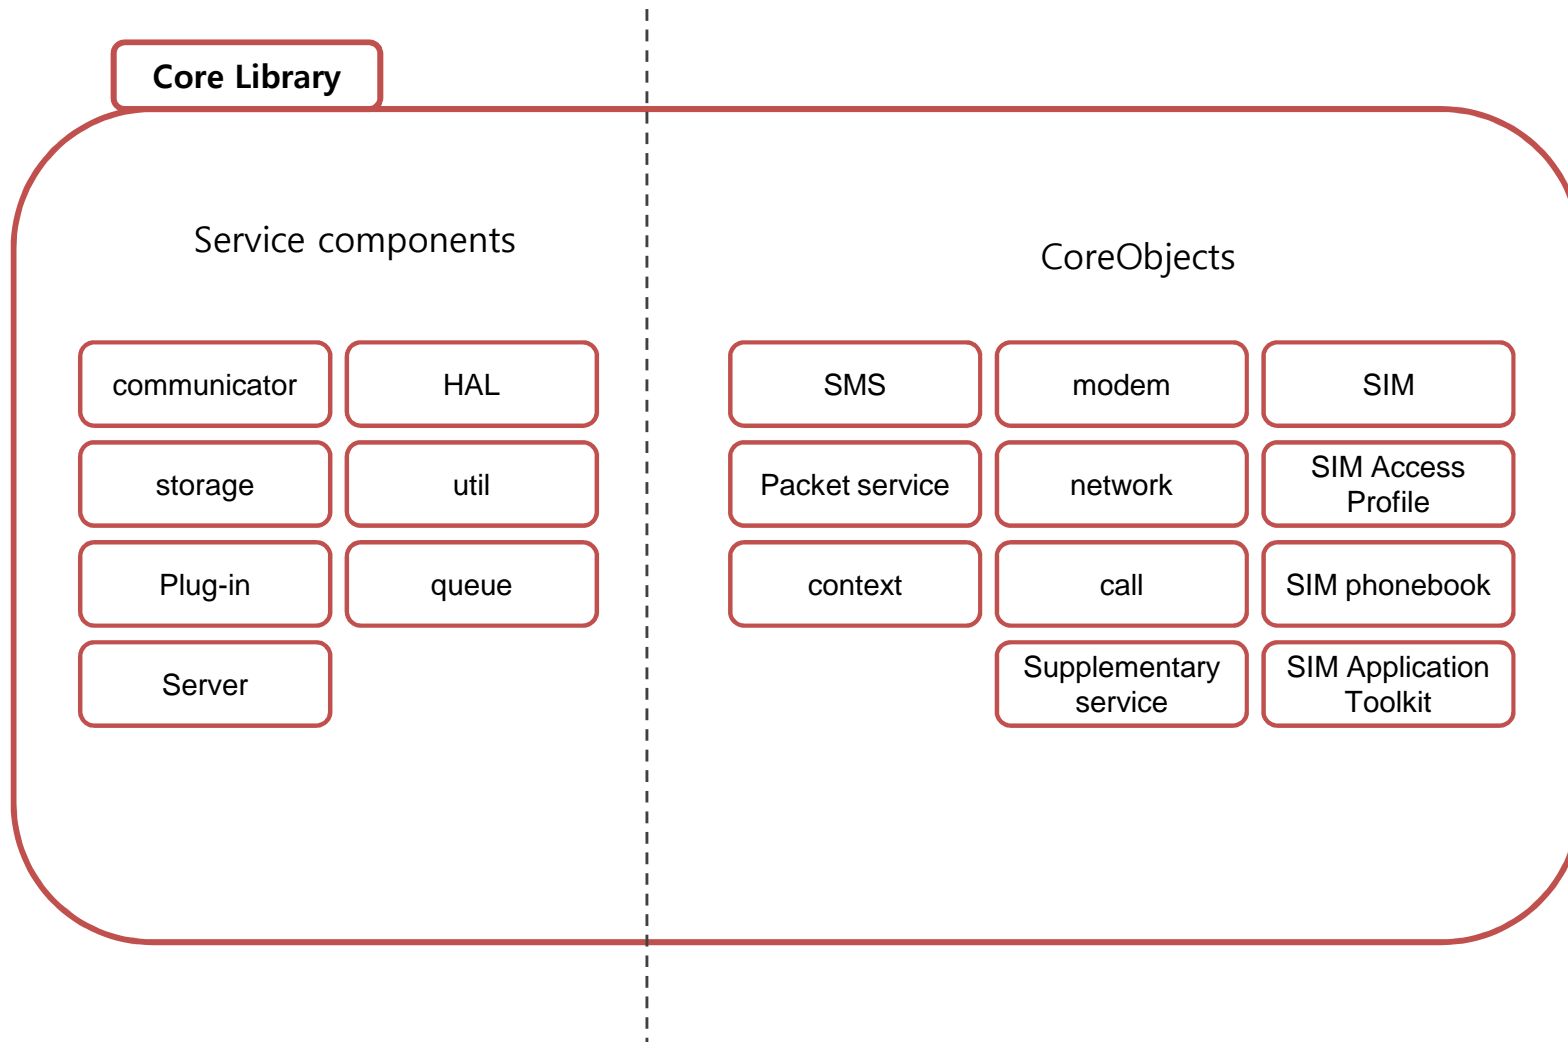 Core Library
Service components
communicator
HAL
storage
util
Plug-in
queue
Server
CoreObjects
SMS
modem
SIM
Packet service
network
SIM Access
Profile
context
call
SIM phonebook
Supplementary
service
SIM Application
Toolkit